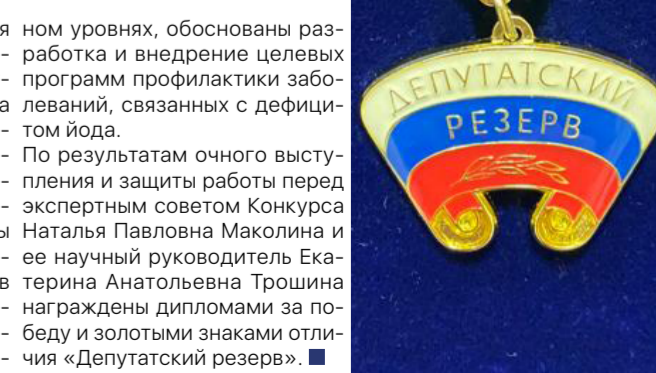 я ном уровнях, обоснованы раз-
- работка и внедрение целевых
- программ профилактики забо-
а леваний, связанных с дефици-
- том йода.
- По результатам очного высту-
- пления и защиты работы перед
- экспертным советом Конкурса
ы Наталья Павловна Маколина и
- ее научный руководитель Ека-
в терина Анатольевна Трошина
- награждены дипломами за по-
- беду и золотыми знаками отли-
- чия «Депутатский резерв».
ДЕПУТАТСКИЙ
РЕЗЕРВ